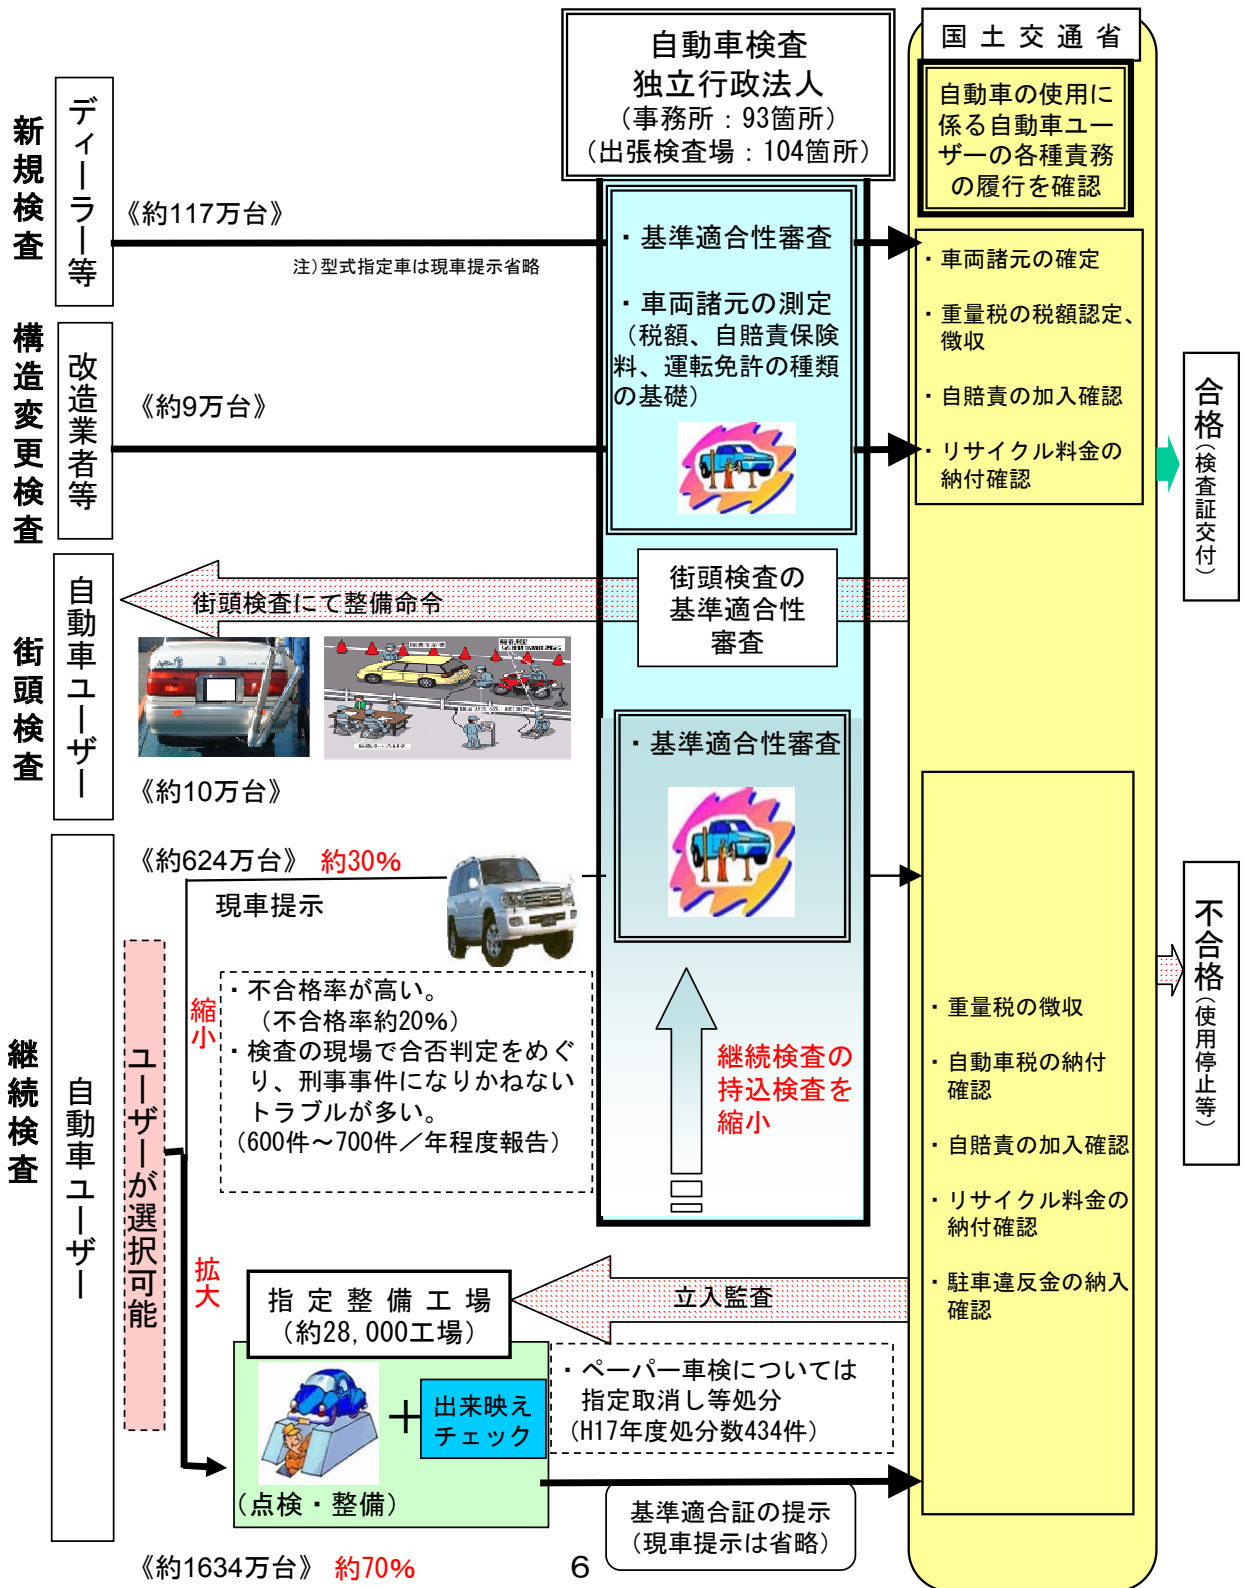 自動車検査
独立行政法人
（事務所：93箇所）
（出張検査場：104箇所）
国土交通省
自動車の使用に
係る自動車ユー
ザーの各種責務
の履行を確認
新規検査
ディーラー等
《約117万台》
注）型式指定車は現車提示省略
・基準適合性審査
・車両諸元の測定
（税額、自賠責保険
料、運転免許の種類
の基礎）
・車両諸元の確定
・重量税の税額認定、
徴収
・自賠責の加入確認
・リサイクル料金の
納付確認
構造変更検査
改造業者等
《約9万台》
合格（検査証交付）
街頭検査
自動車ユーザー
街頭検査にて整備命令
街頭検査の
基準適合性
審査
《約10万台》
・基準適合性審査
継続検査
自動車ユーザー
ユーザーが選択可能
《約624万台》 約30%
現車提示
縮小
・不合格率が高い。
（不合格率約20%）
・検査の現場で合否判定をめぐ
り、刑事事件になりかねない
トラブルが多い。
（600件～700件／年程度報告）
継続検査の
持込検査を
縮小
・重量税の徴収
・自動車税の納付
確認
・自賠責の加入確認
・リサイクル料金の
納付確認
・駐車違反金の納入
確認
不合格（使用停止等）
拡大
指定整備工場
（約28,000工場）
立入監査
＋
出来映え
チェック
（点検・整備）
・ペーパー車検については
指定取消し等処分
（H17年度処分数434件）
基準適合証の提示
（現車提示は省略）
《約1634万台》 約70%
6